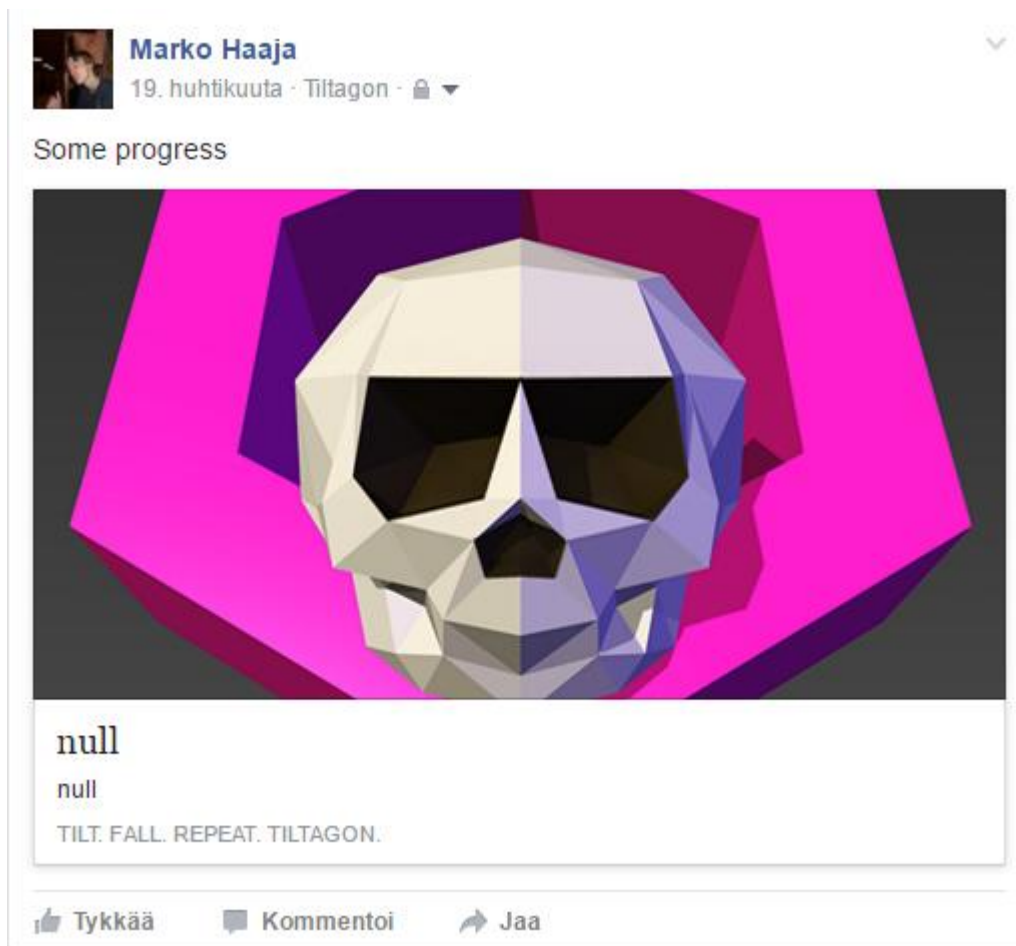 Marko Haaja
19. huhtikuuta · Tiltagon ·
Some progress
null
null
TILT. FALL. REPEAT. TILTAGON.
Tykkää Kommentoi Jaa